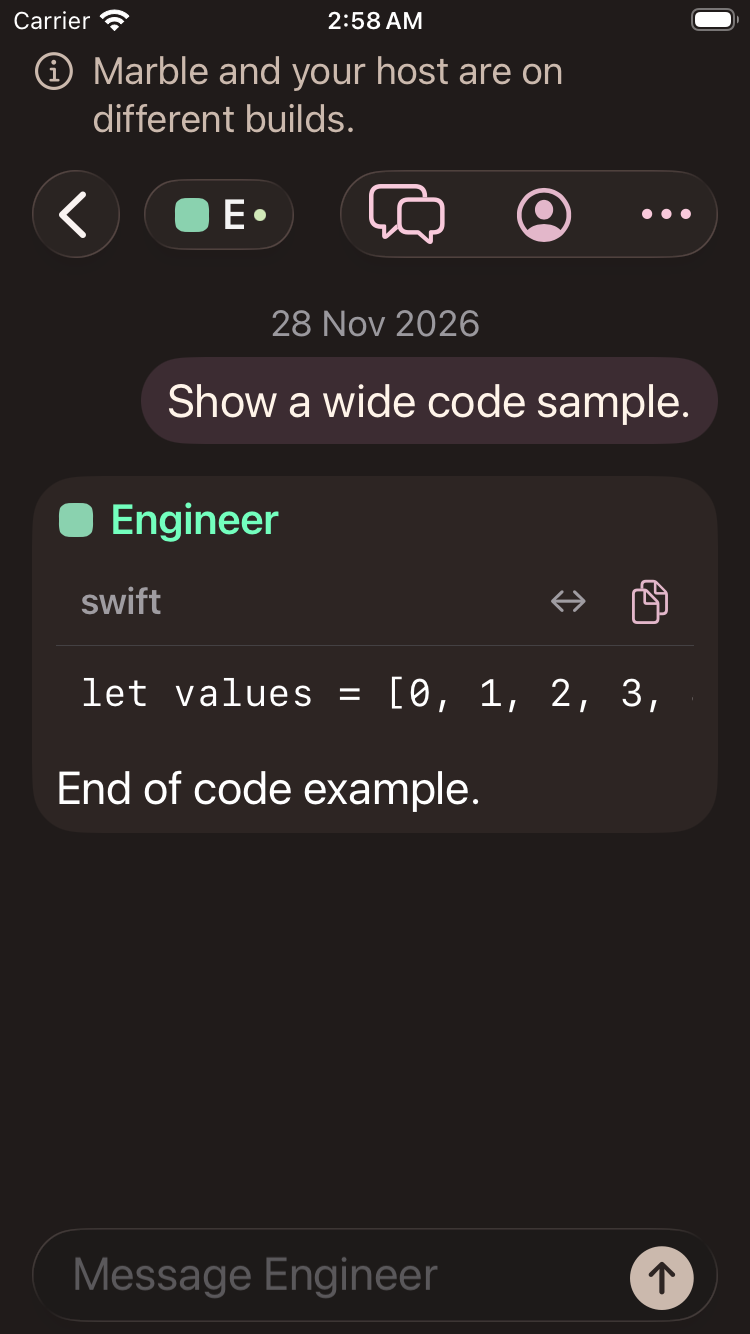 Carrier
2:58 AM
Marble and your host are on
different builds.
E
28 Nov 2026
Show a wide code sample.
Engineer
swift
let values = [0, 1, 2, 3,
End of code example.
Message Engineer